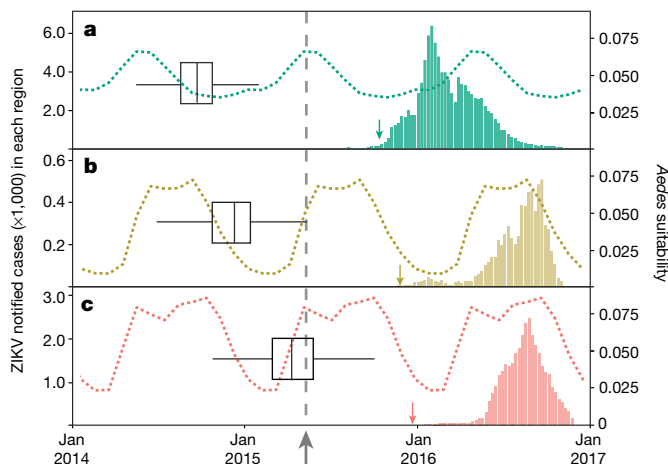 ZIKV notified cases (×1,000) in each region
a
6.0
4.0
2.0
0.075
0.050
0.025
b
0.6
0.4
0.2
0.075
0.050
0.025
c
3.0
2.0
1.0
0.075
0.050
0.025
0
Aedes suitability
Jan Jan Jan Jan
2014 2015 2016 2017